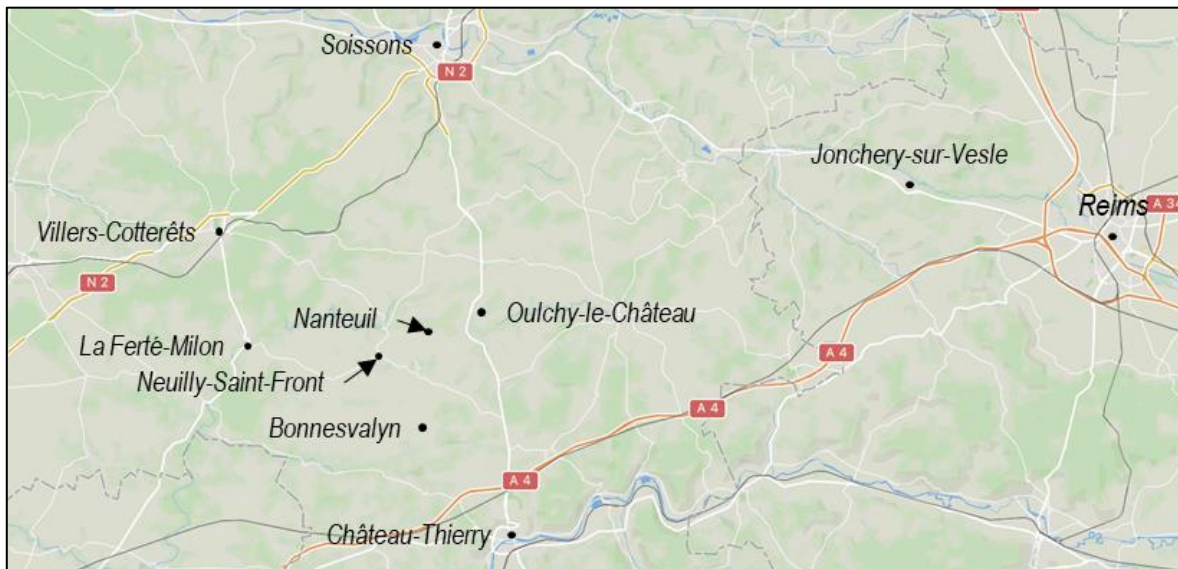 Soissons
N 2
Jonchery-sur-Vesle
A 34
Reims
Villers-Cotterêts
N 2
Nanteuil
Oulchy-le-Château
La Ferté-Milon
A 4
Neuilly-Saint-Front
A 4
Bonnesvalyn
A 4
Château-Thierry